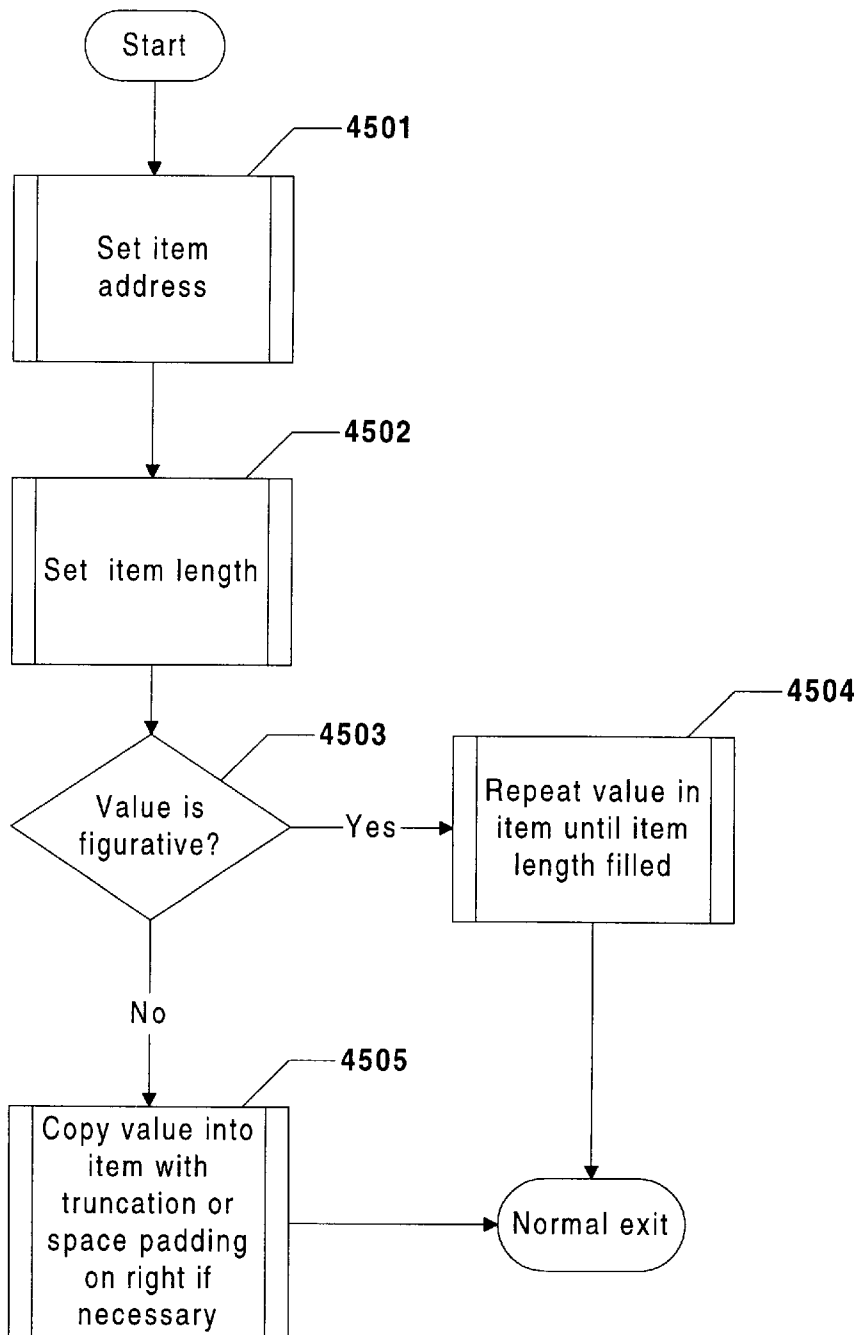 Start
4501
Set item
address
4502
Set item length
4503
Value is
figurative?
Yes
4504
Repeat value in
item until item
length filled
No
4505
Copy value into
item with
truncation or
space padding
on right if
necessary
Normal exit